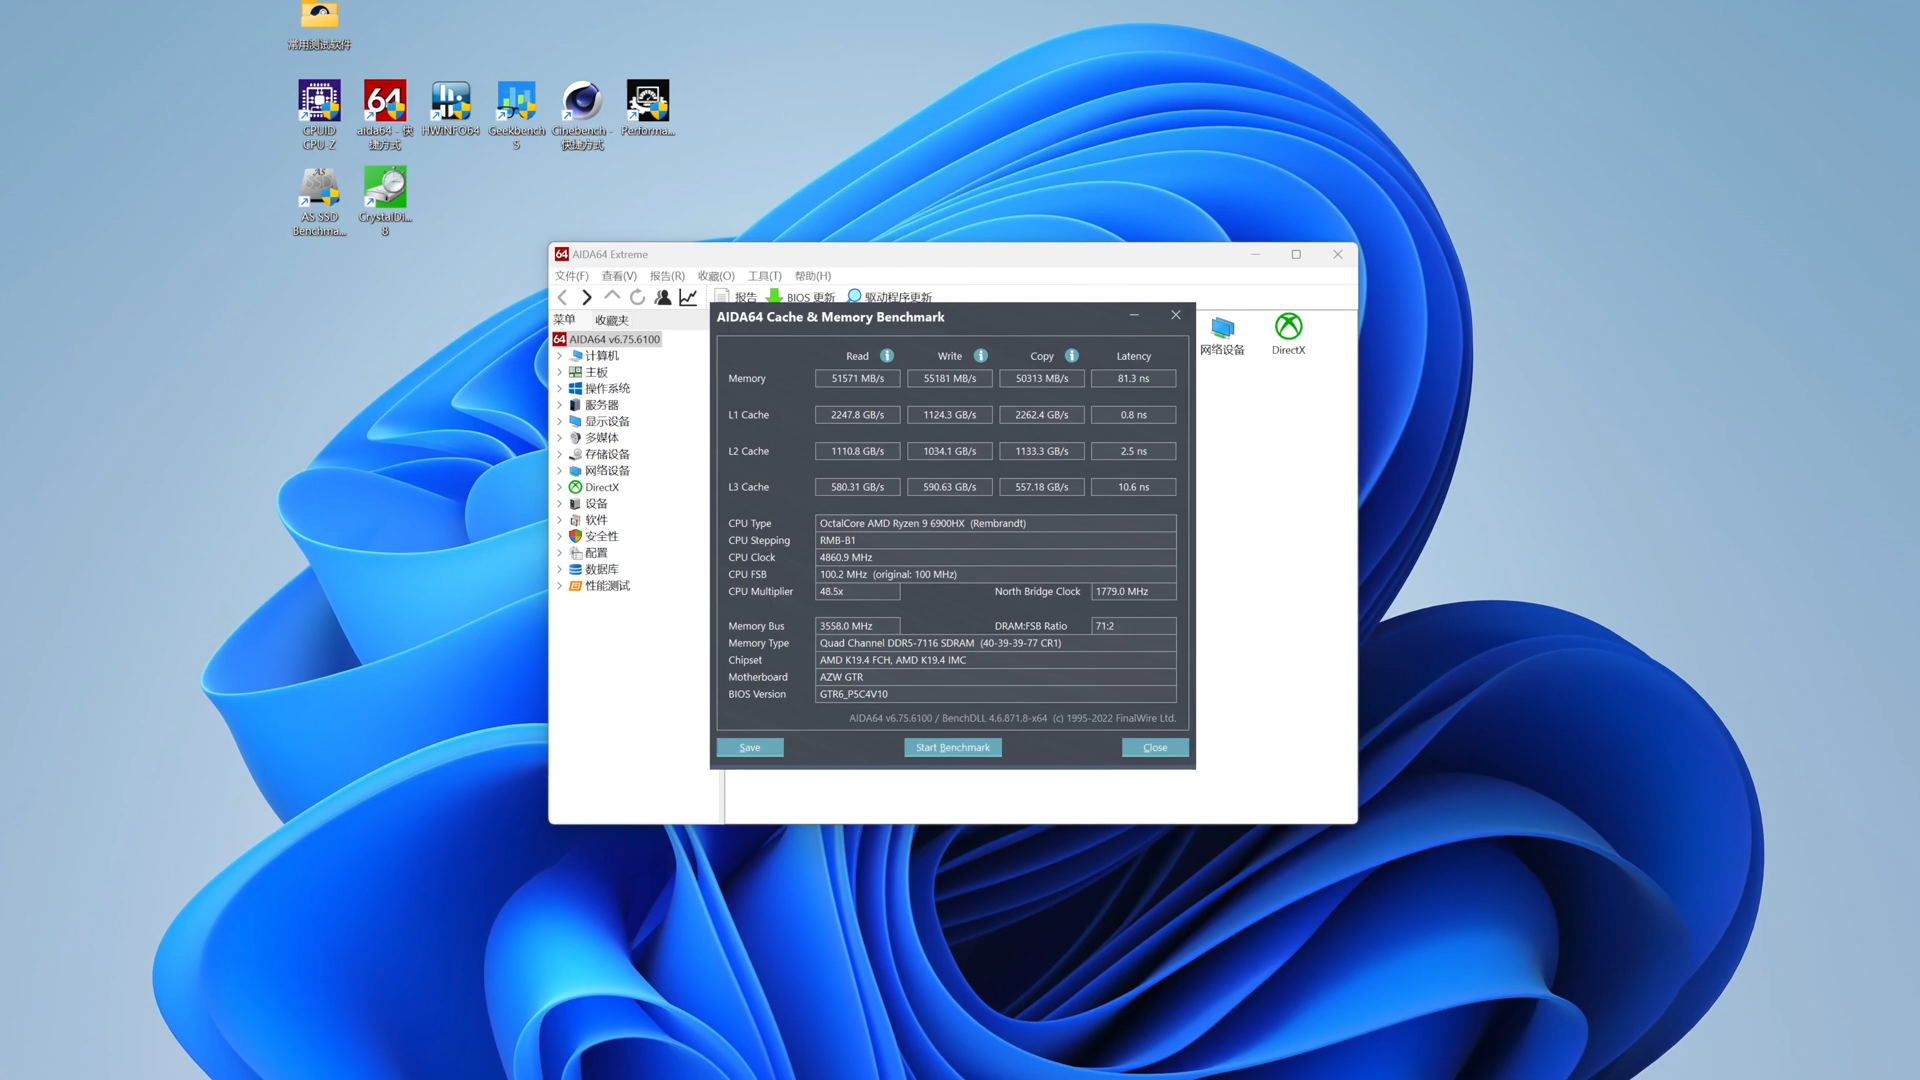 常用测试软件
CPUID CPU-Z
aida64 - 快捷方式
HWiNFO64
Geekbench 5
Cinebench - 快捷方式
Performa...
AS SSD Benchma...
CrystalDi... 8
64 AIDA64 Extreme
文件(F) 查看(V) 报告(R) 收藏(O) 工具(T) 帮助(H)
报告 BIOS 更新 驱动程序更新
菜单 收藏夹
64 AIDA64 v6.75.6100
计算机
主板
操作系统
服务器
显示设备
多媒体
存储设备
网络设备
DirectX
设备
软件
安全性
配置
数据库
性能测试
网络设备 DirectX
AIDA64 Cache & Memory Benchmark
Read Write Copy Latency
Memory 51571 MB/s 55181 MB/s 50313 MB/s 81.3 ns
L1 Cache 2247.8 GB/s 1124.3 GB/s 2262.4 GB/s 0.8 ns
L2 Cache 1110.8 GB/s 1034.1 GB/s 1133.3 GB/s 2.5 ns
L3 Cache 580.31 GB/s 590.63 GB/s 557.18 GB/s 10.6 ns
CPU Type OctalCore AMD Ryzen 9 6900HX (Rembrandt)
CPU Stepping RMB-B1
CPU Clock 4860.9 MHz
CPU FSB 100.2 MHz (original: 100 MHz)
CPU Multiplier 48.5x North Bridge Clock 1779.0 MHz
Memory Bus 3558.0 MHz DRAM:FSB Ratio 71:2
Memory Type Quad Channel DDR5-7116 SDRAM (40-39-39-77 CR1)
Chipset AMD K19.4 FCH, AMD K19.4 IMC
Motherboard AZW GTR
BIOS Version GTR6_P5C4V10
AIDA64 v6.75.6100 / BenchDLL 4.6.871.8-x64 (c) 1995-2022 FinalWire Ltd.
Save Start Benchmark Close